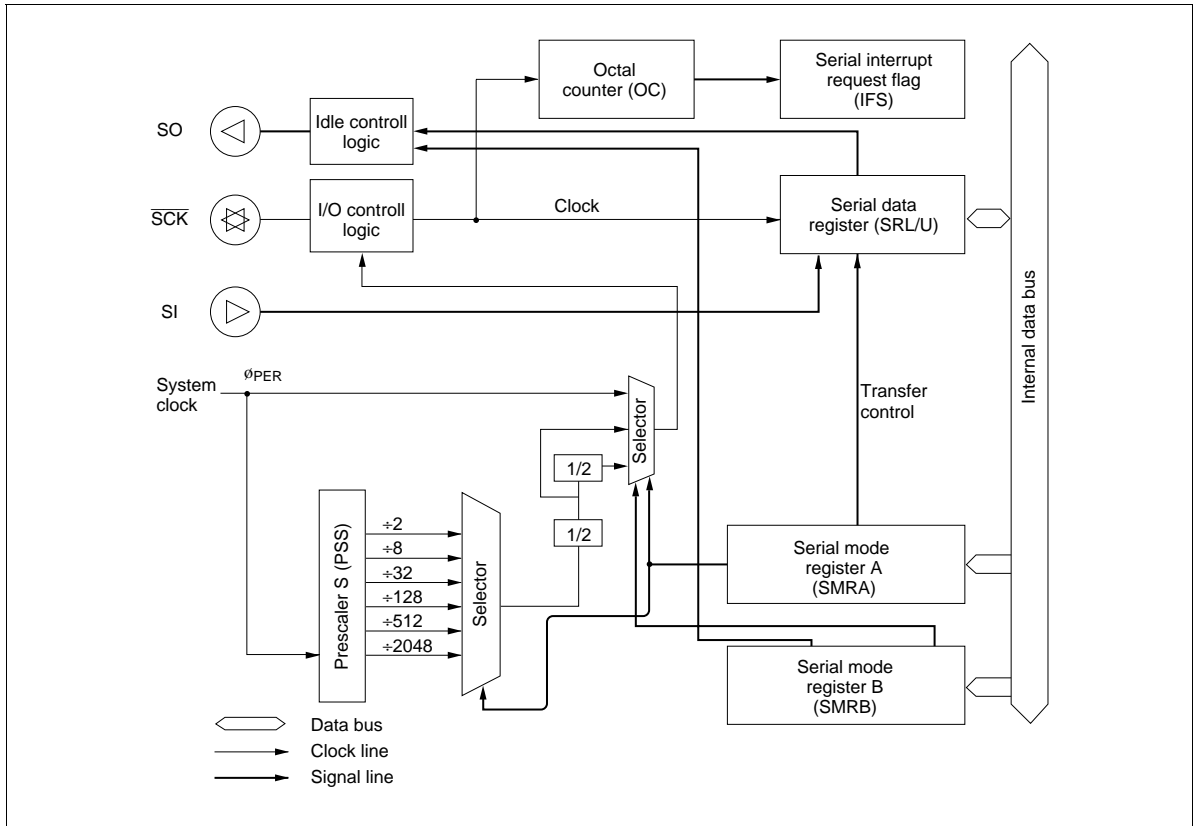 Octal
counter (OC)
Serial interrupt
request flag
(IFS)
SO
Idle controll
logic
SCK
I/O controll
logic
Clock
Serial data
register (SRL/U)
SI
Internal data bus
System
clock
øPER
Selector
Transfer
control
1/2
1/2
Prescaler S (PSS)
÷2
÷8
÷32
÷128
÷512
÷2048
Selector
Serial mode
register A
(SMRA)
Serial mode
register B
(SMRB)
Data bus
Clock line
Signal line